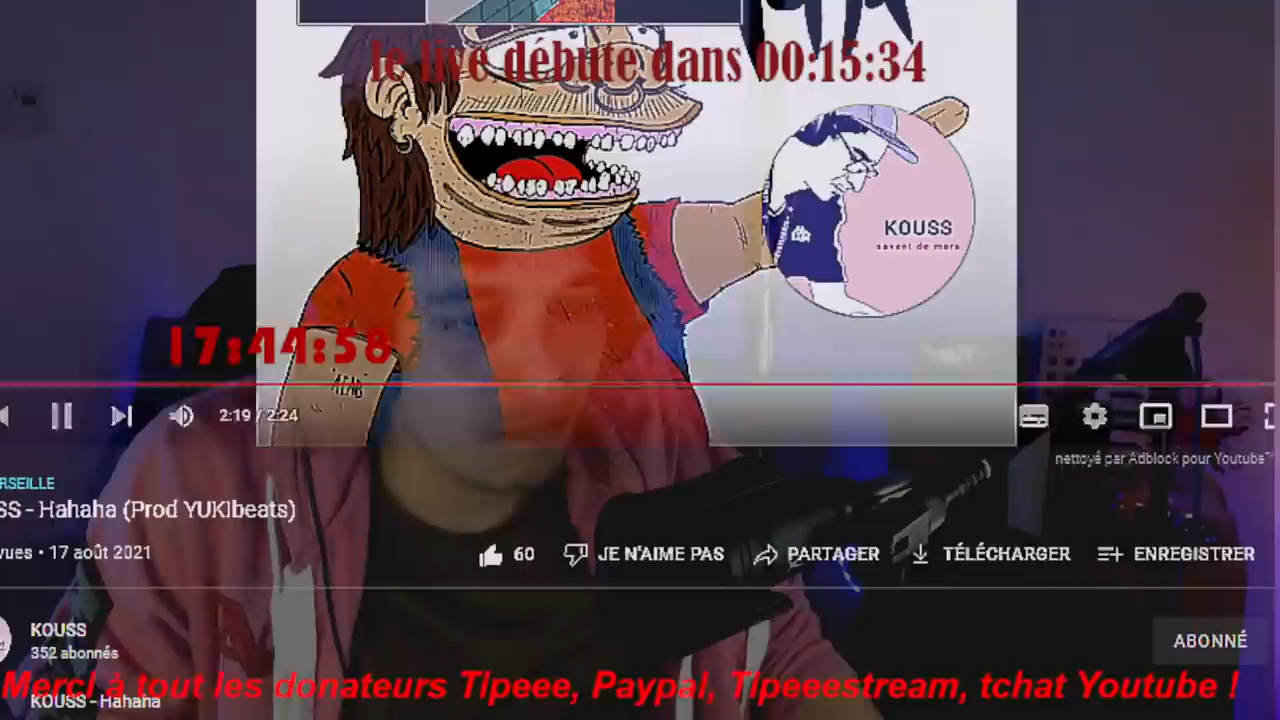 le live débute dans 00:15:34
KOUSS
savant de mars
17:44:58
ACAB
2:19 / 2:24
nettoyé par Adblock pour Youtube™
RSEILLE
SS - Hahaha (Prod YUKIbeats)
vues • 17 août 2021
60
JE N'AIME PAS
PARTAGER
TÉLÉCHARGER
ENREGISTRER
KOUSS
352 abonnés
ABONNÉ
Merci à tout les donateurs Tipeee, Paypal, Tipeeestream, tchat Youtube !
KOUSS - Hahaha